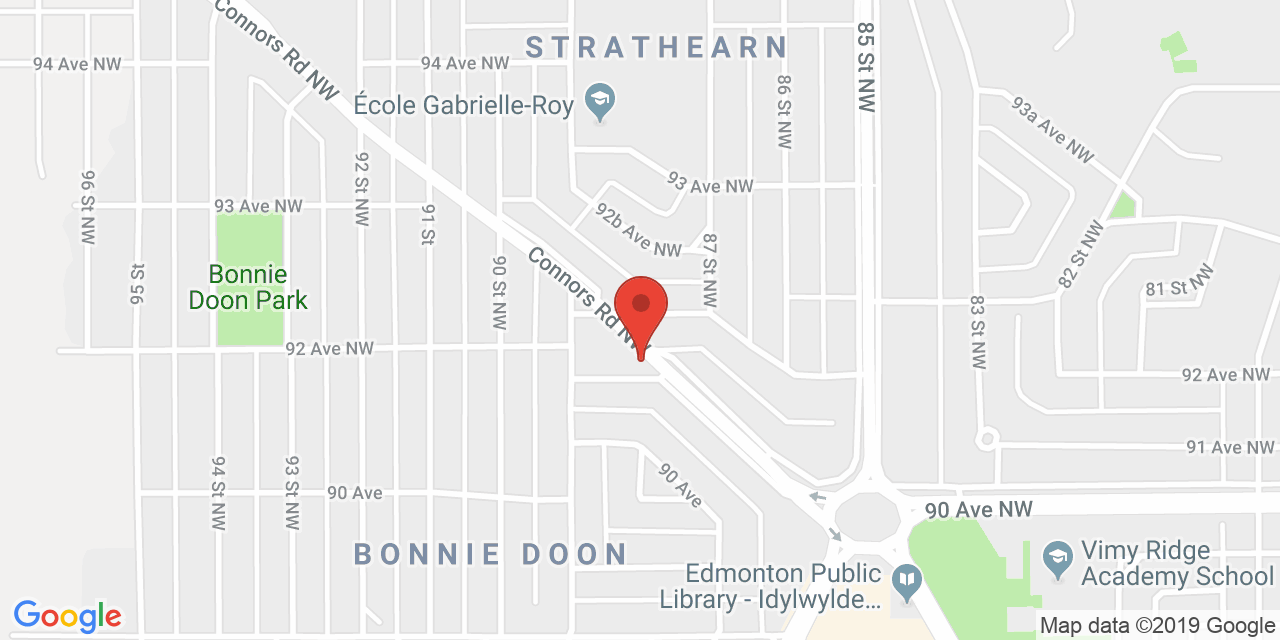 Connors Rd NW
STRATHEARN
85 St NW
94 Ave NW
94 Ave NW
86 St NW
École Gabrielle-Roy
93a Ave NW
96 St NW
92 St NW
93 Ave NW
93 Ave NW
91 St
92b Ave NW
87 St NW
82 St NW
95 St
Bonnie
Doon Park
90 St NW
Connors Rd NW
81 St NW
83 St NW
92 Ave NW
92 Ave NW
91 Ave NW
94 St NW
93 St NW
90 Ave
90 Ave
90 Ave NW
BONNIE DOON
Vimy Ridge
Academy School
Edmonton Public
Library - Idylwylde...
Google
Map data ©2019 Google